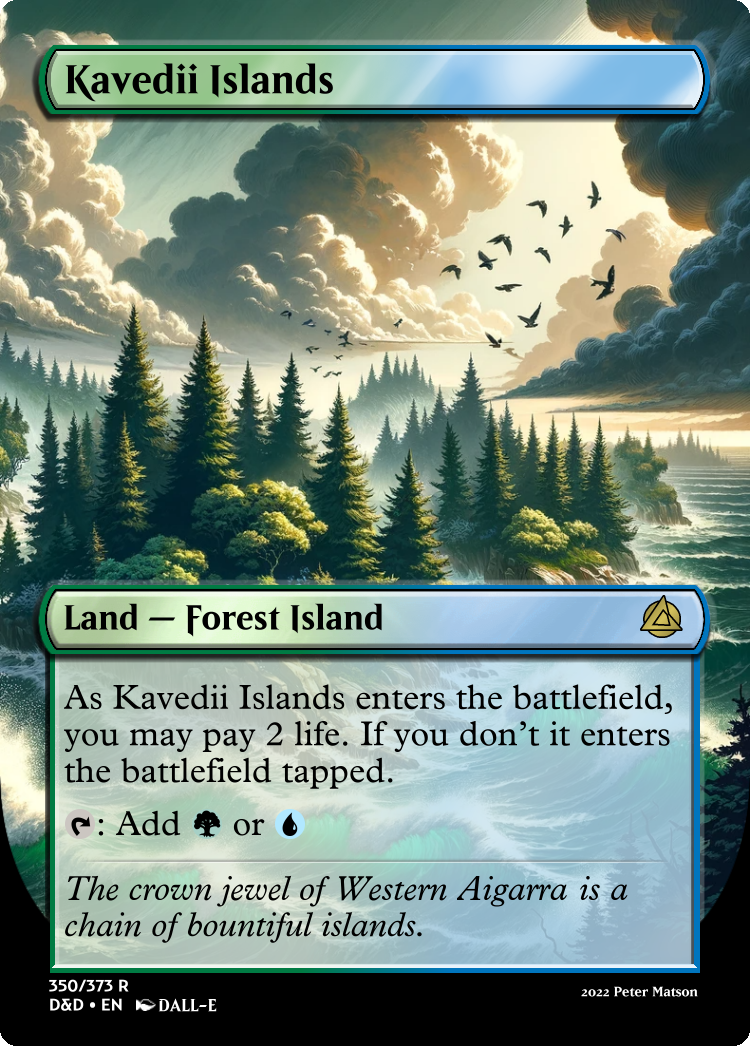 Kavedii Islands
Land — Forest Island
As Kavedii Islands enters the battlefield,
you may pay 2 life. If you don't it enters
the battlefield tapped.
: Add or
The crown jewel of Western Aigarra is a
chain of bountiful islands.
350/373 R
2022 Peter Matson
D&D • EN DALL-E